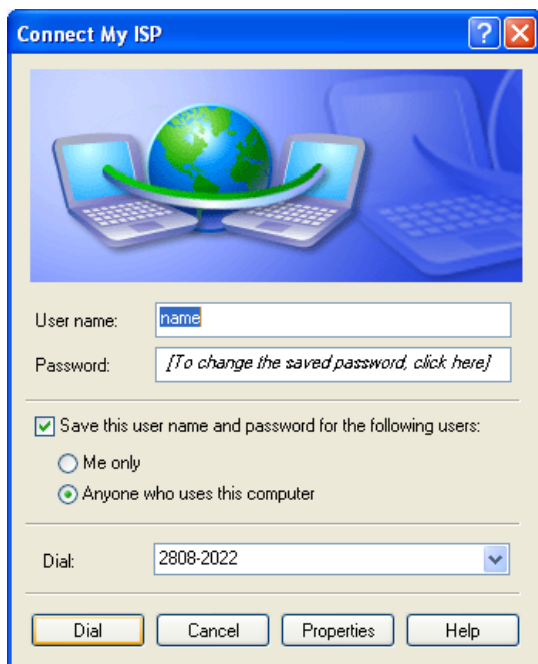 Connect My ISP
User name: name
Password: [To change the saved password, click here]
Save this user name and password for the following users:
Me only
Anyone who uses this computer
Dial: 2808-2022
Dial Cancel Properties Help